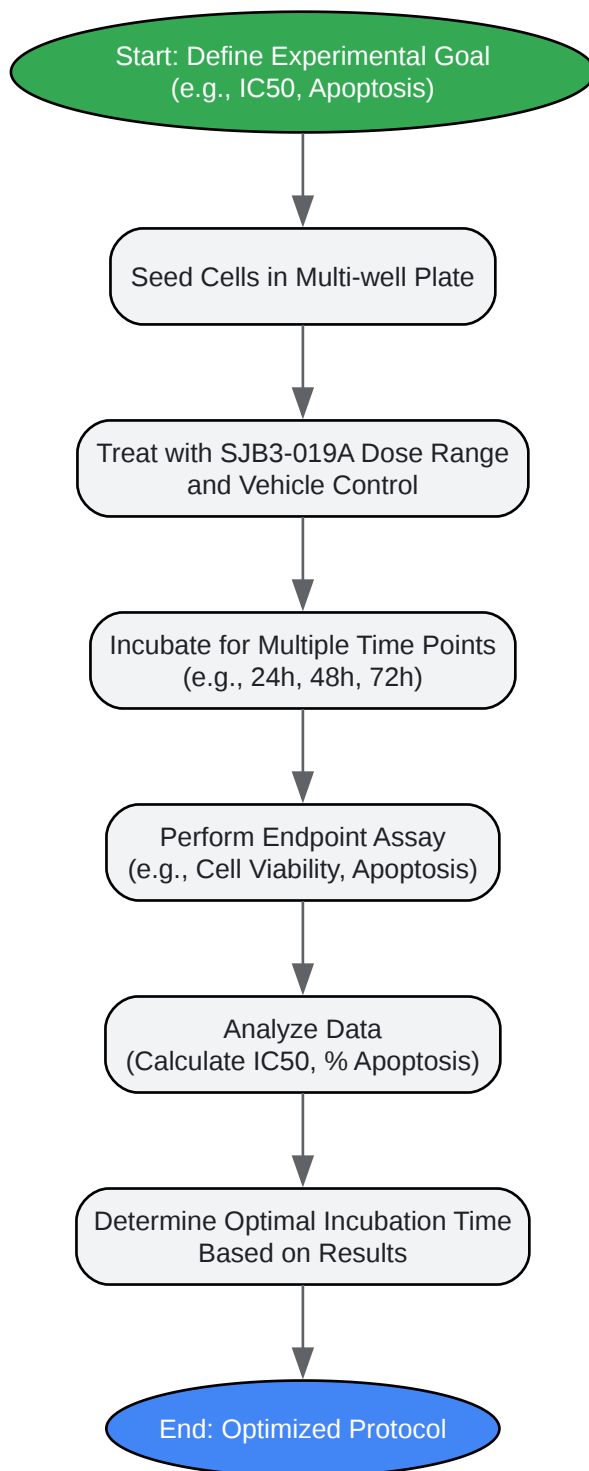 Start: Define Experimental Goal
(e.g., IC50, Apoptosis)
Seed Cells in Multi-well Plate
Treat with SJB3-019A Dose Range
and Vehicle Control
Incubate for Multiple Time Points
(e.g., 24h, 48h, 72h)
Perform Endpoint Assay
(e.g., Cell Viability, Apoptosis)
Analyze Data
(Calculate IC50, % Apoptosis)
Determine Optimal Incubation Time
Based on Results
End: Optimized Protocol